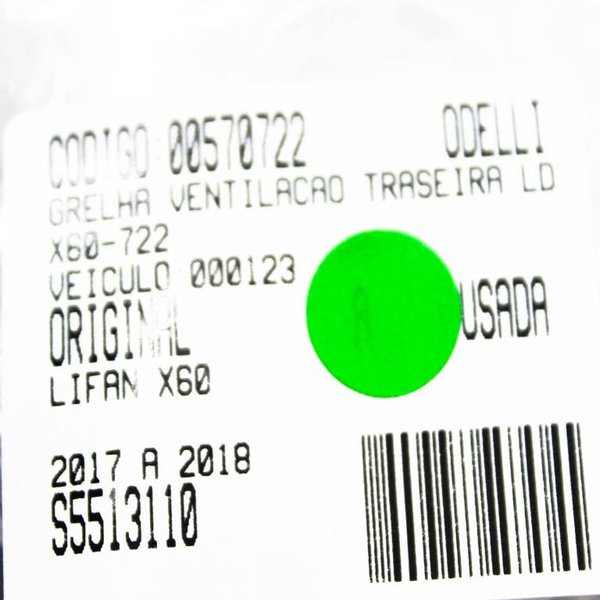 CODIGO:00570722 ODELLI
GRELHA VENTILACAO TRASEIRA LD
X60-722
VEICULO 000123
ORIGINAL A USADA
LIFAN X60
2017 A 2018
S5513110